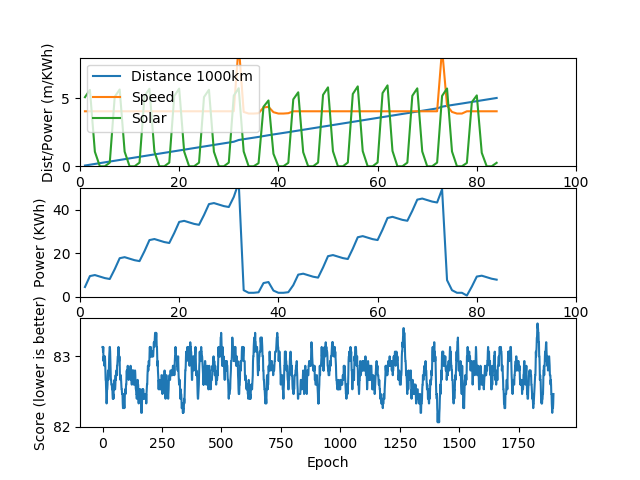 Dist/Power (m/KWh)
5
0
Distance 1000km
Speed
Solar
0 20 40 60 80 100
Power (KWh)
40
20
0
0 20 40 60 80 100
Score (lower is better)
83
82
0 250 500 750 1000 1250 1500 1750
Epoch